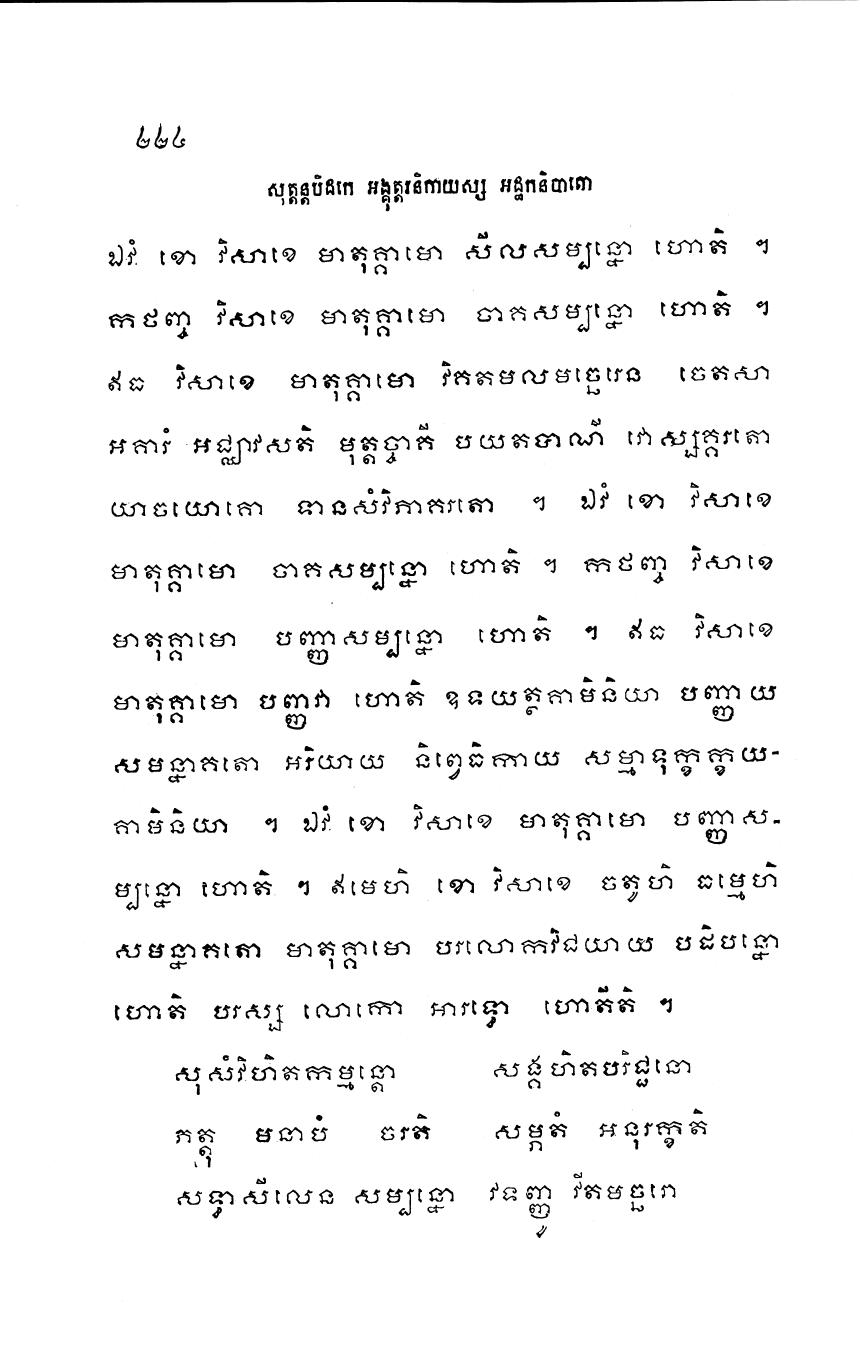 ២២៤
សុត្តន្តបិដកេ អង្គុត្តរនិកាយស្ស អដ្ឋកនិបាតោ
ឯវំ ខោ វិសាខេ មាតុគ្គាមោ សីលសម្បន្នោ ហោតិ ។
កថញ្ច វិសាខេ មាតុគ្គាមោ ចាគសម្បន្នោ ហោតិ ។
ឥធ វិសាខេ មាតុគ្គាមោ វិគតមលមច្ឆេរេន ចេតសា
អគារំ អជ្ឈាវសតិ មុត្តច្ចាគី បយតបាណី វោស្សគ្គរតោ
យាចយោគោ ទានសំវិភាគរតោ ។ ឯវំ ខោ វិសាខេ
មាតុគ្គាមោ ចាគសម្បន្នោ ហោតិ ។ កថញ្ច វិសាខេ
មាតុគ្គាមោ បញ្ញាសម្បន្នោ ហោតិ ។ ឥធ វិសាខេ
មាតុគ្គាមោ បញ្ញវា ហោតិ ឧទយត្ថគាមិនិយា បញ្ញាយ
សមន្នាគតោ អរិយាយ និព្វេធិកាយ សម្មាទុក្ខក្ខយ-
គាមិនិយា ។ ឯវំ ខោ វិសាខេ មាតុគ្គាមោ បញ្ញាស-
ម្បន្នោ ហោតិ ។ ឥមេហិ ខោ វិសាខេ ចតូហិ ធម្មេហិ
សមន្នាគតោ មាតុគ្គាមោ បរលោកវិជយាយ បដិបន្នោ
ហោតិ បរស្ស លោកោ អារទ្ធោ ហោតីតិ ។
សុសំវិហិតកម្មន្តោ សង្គហិតបរិជ្ជនោ
ភត្តុ មនាបំ ចរតិ សម្ភតំ អនុរក្ខតិ
សទ្ធាសីលេន សម្បន្នោ វទញ្ញូ វីតមច្ឆរោ